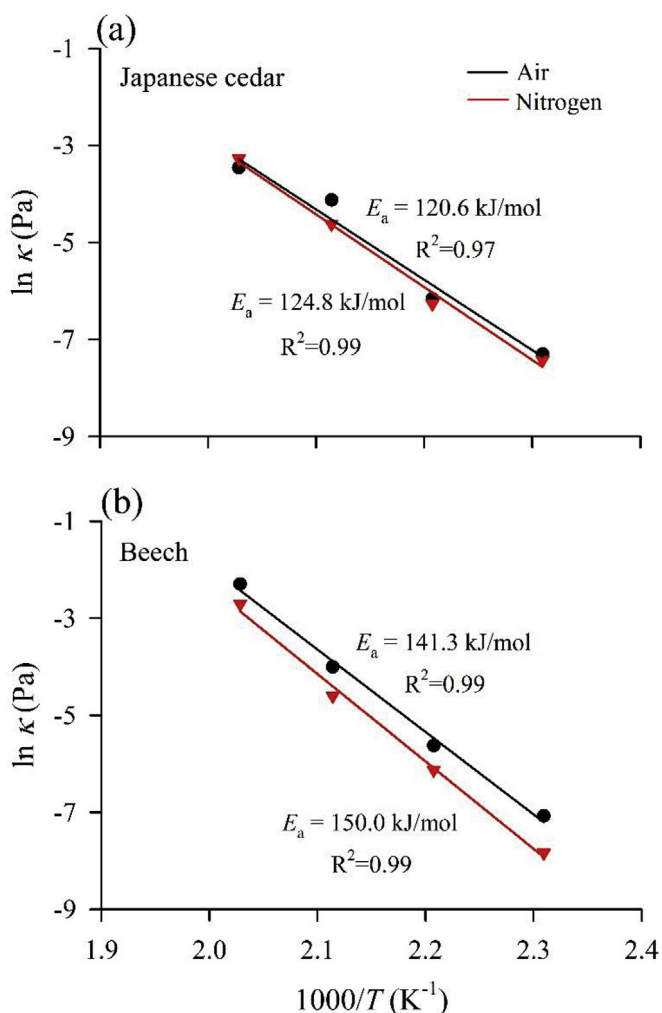 (a)
Japanese cedar
Air
Nitrogen
-1
-3
-5
-7
-9
ln κ (Pa)
Eₐ = 120.6 kJ/mol
R²=0.97
Eₐ = 124.8 kJ/mol
R²=0.99
(b)
Beech
-1
-3
-5
-7
-9
ln κ (Pa)
Eₐ = 141.3 kJ/mol
R²=0.99
Eₐ = 150.0 kJ/mol
R²=0.99
1.9 2.0 2.1 2.2 2.3 2.4
1000/T (K⁻¹)